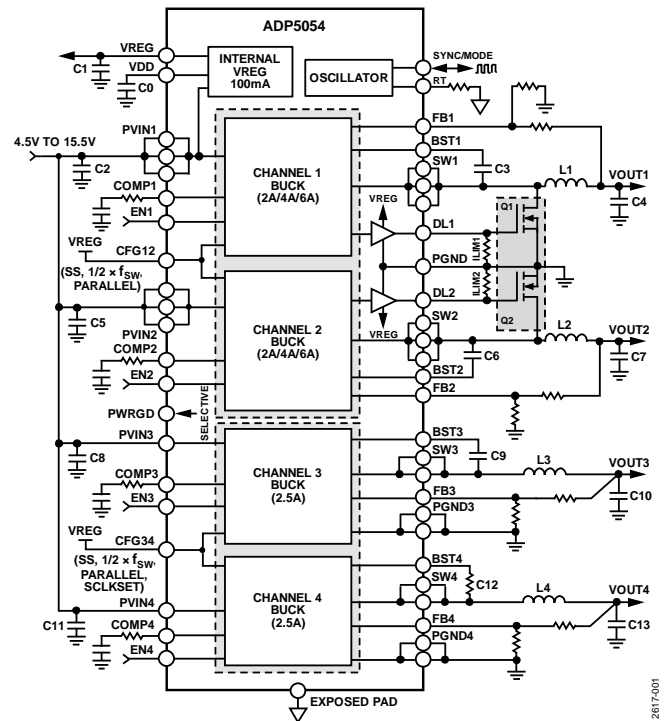 ADP5054
VREG
C1
VDD
C0
INTERNAL
VREG
100mA
OSCILLATOR
SYNC/MODE
RT
4.5V TO 15.5V
PVIN1
C2
COMP1
EN1
VREG
CFG12
(SS, 1/2 × fSW,
PARALLEL)
CHANNEL 1
BUCK
(2A/4A/6A)
FB1
BST1
C3
SW1
L1
VOUT1
C4
VREG
DL1
Q1
ILIM1
PGND
ILIM2
DL2
VREG
Q2
C5
PVIN2
COMP2
EN2
PWRGD
SELECTIVE
CHANNEL 2
BUCK
(2A/4A/6A)
SW2
L2
VOUT2
C6
C7
BST2
FB2
PVIN3
C8
COMP3
EN3
VREG
CFG34
(SS, 1/2 × fSW,
PARALLEL,
SCLKSET)
CHANNEL 3
BUCK
(2.5A)
BST3
SW3
C9
L3
VOUT3
C10
FB3
PGND3
PVIN4
C11
COMP4
EN4
CHANNEL 4
BUCK
(2.5A)
BST4
SW4
C12
L4
VOUT4
C13
FB4
PGND4
EXPOSED PAD
2617-001